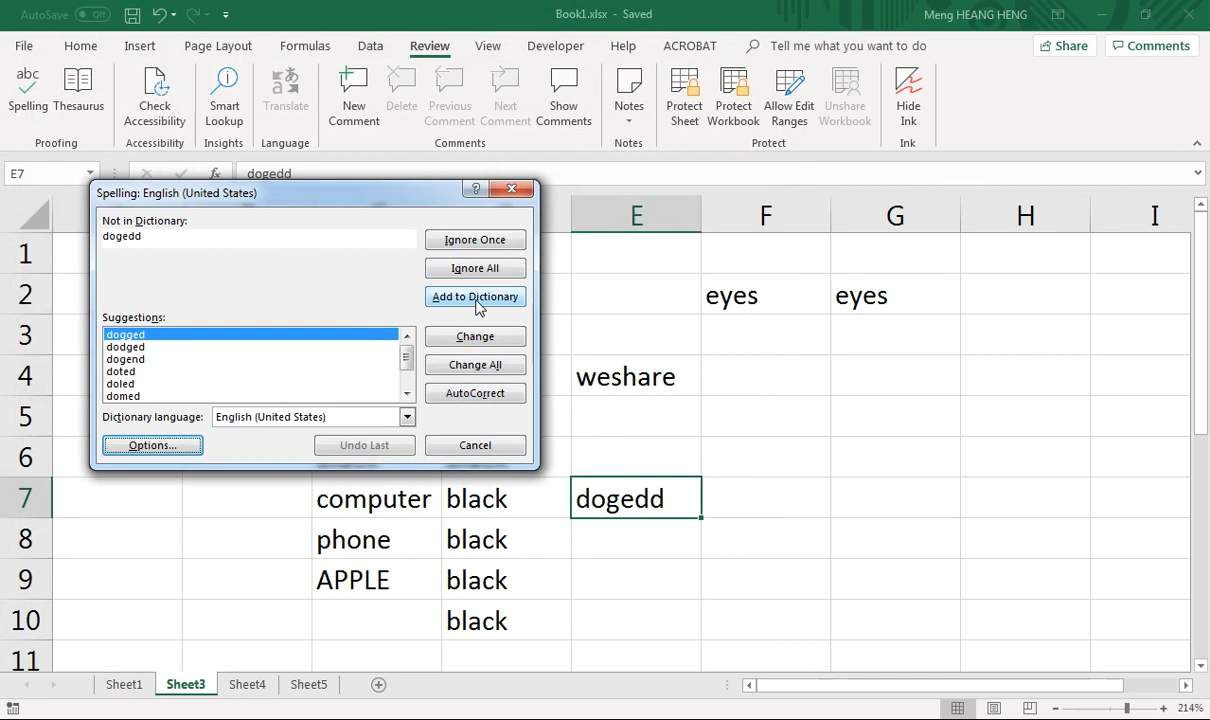 AutoSave Off Book1.xlsx - Saved Meng HEANG HENG
File Home Insert Page Layout Formulas Data Review View Developer Help ACROBAT Tell me what you want to do Share Comments
abc
Spelling Thesaurus Check Accessibility Smart Lookup Translate New Comment Delete Previous Comment Next Comment Show Comments Notes Protect Sheet Protect Workbook Allow Edit Ranges Unshare Workbook Hide Ink
Proofing Accessibility Insights Language Comments Notes Protect Ink
E7 fx dogedd
Spelling: English (United States)
Not in Dictionary:
dogedd
Ignore Once
Ignore All
Add to Dictionary
Suggestions:
dogged
dodged
dogend
doted
doled
domed
Change
Change All
AutoCorrect
Dictionary language: English (United States)
Options... Undo Last Cancel
E F G H I
1
2 eyes eyes
3
4 weshare
5
6
7 computer black dogedd
8 phone black
9 APPLE black
10 black
11
Sheet1 Sheet3 Sheet4 Sheet5
214%